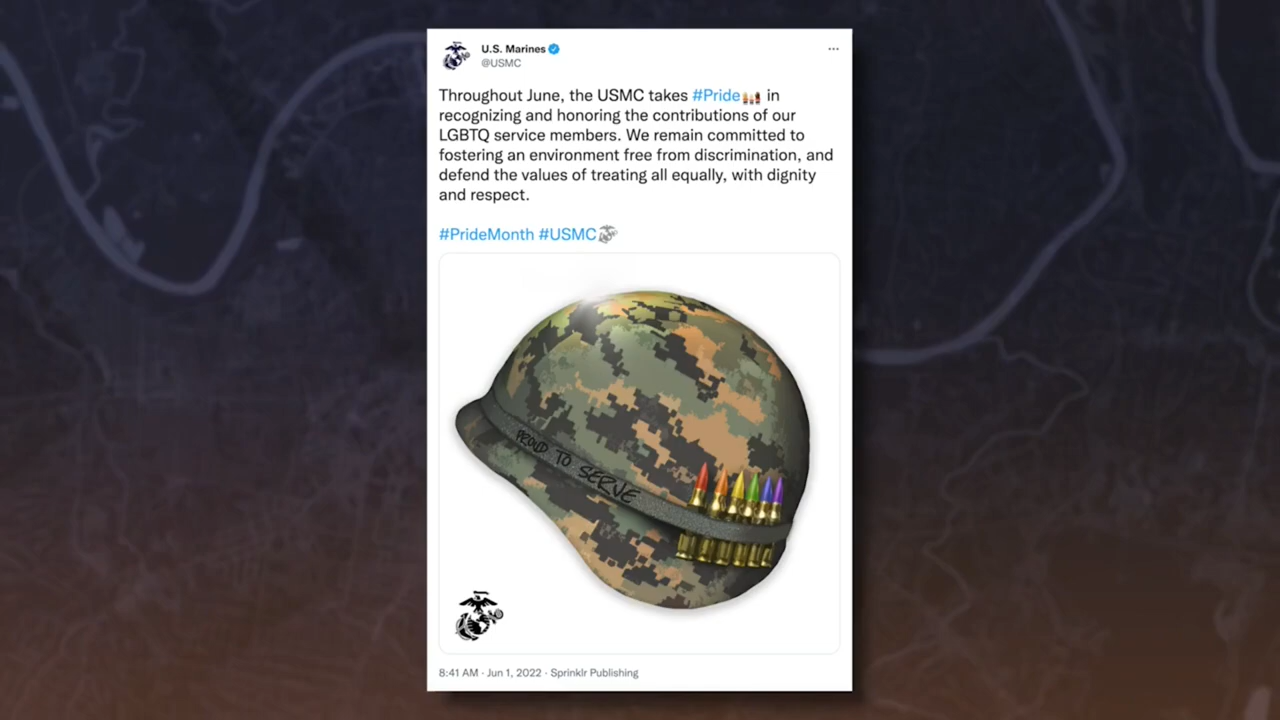 U.S. Marines
@USMC
Throughout June, the USMC takes #Pride in
recognizing and honoring the contributions of our
LGBTQ service members. We remain committed to
fostering an environment free from discrimination, and
defend the values of treating all equally, with dignity
and respect.
#PrideMonth #USMC
PROUD TO SERVE
8:41 AM · Jun 1, 2022 · Sprinklr Publishing